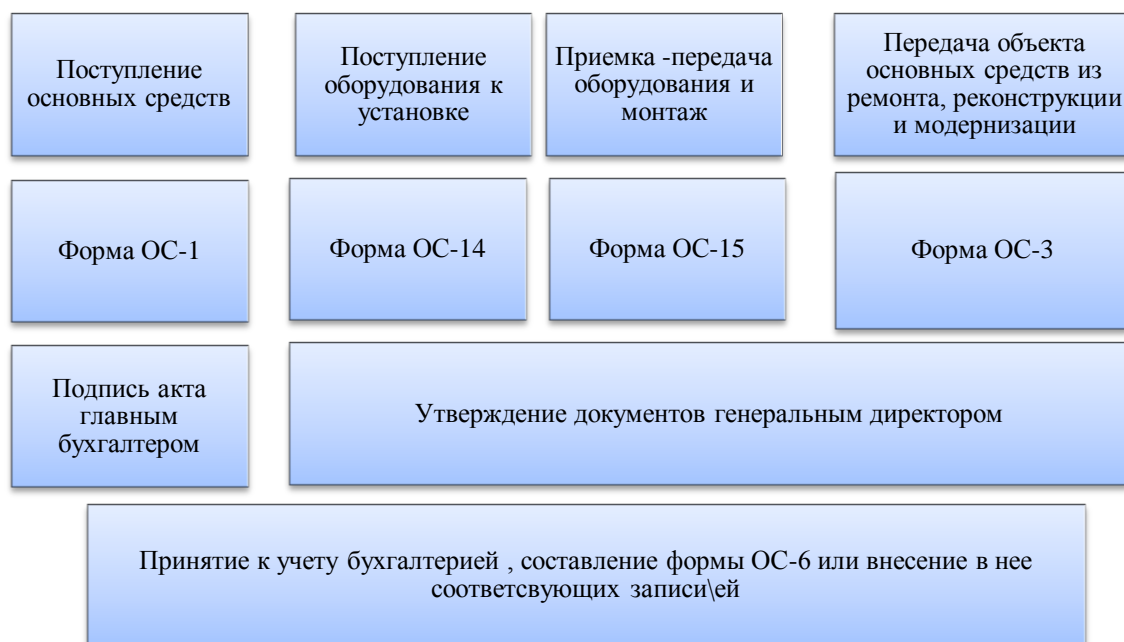 Поступление
основных средств
Поступление
оборудования к
установке
Приемка -передача
оборудования и
монтаж
Передача объекта
основных средств из
ремонта, реконструкции
и модернизации
Форма ОС-1
Форма ОС-14
Форма ОС-15
Форма ОС-3
Подпись акта
главным
бухгалтером
Утверждение документов генеральным директором
Принятие к учету бухгалтерией , составление формы ОС-6 или внесение в нее
соответсвующих записи\ей